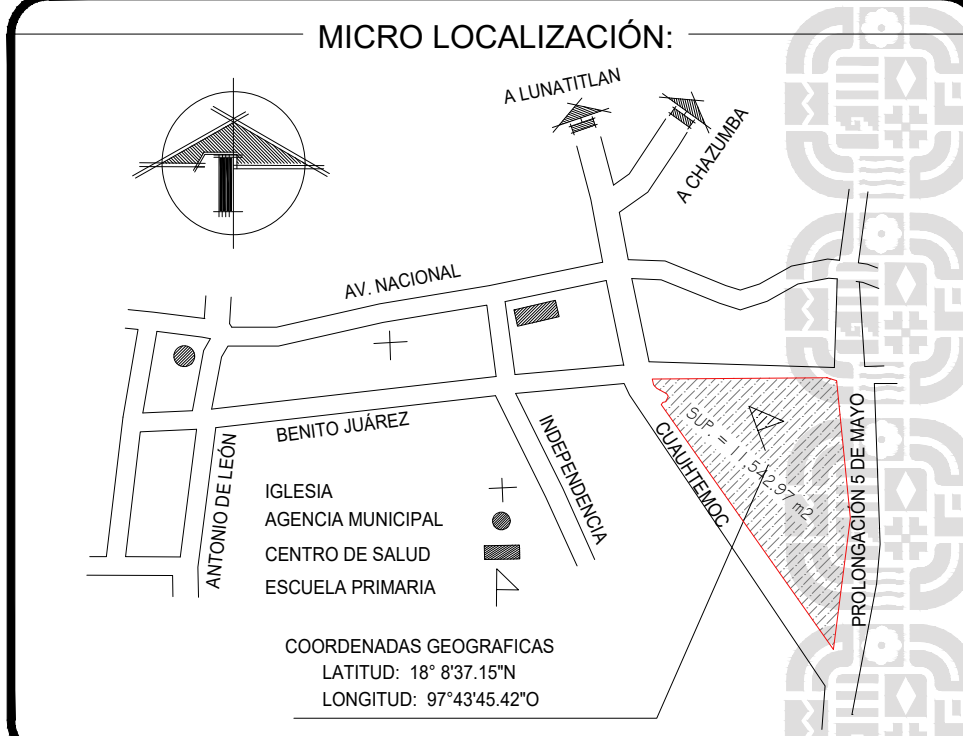 MICRO LOCALIZACIÓN:
A LUNATITLAN
A CHAZUMBA
AV. NACIONAL
BENITO JUÁREZ
ANTONIO DE LEÓN
INDEPENDENCIA
CUAUHTEMOC
SUP. = 11,542.97 m2
PROLONGACIÓN 5 DE MAYO
IGLESIA
AGENCIA MUNICIPAL
CENTRO DE SALUD
ESCUELA PRIMARIA
COORDENADAS GEOGRAFICAS
LATITUD: 18° 8'37.15"N
LONGITUD: 97°43'45.42"O